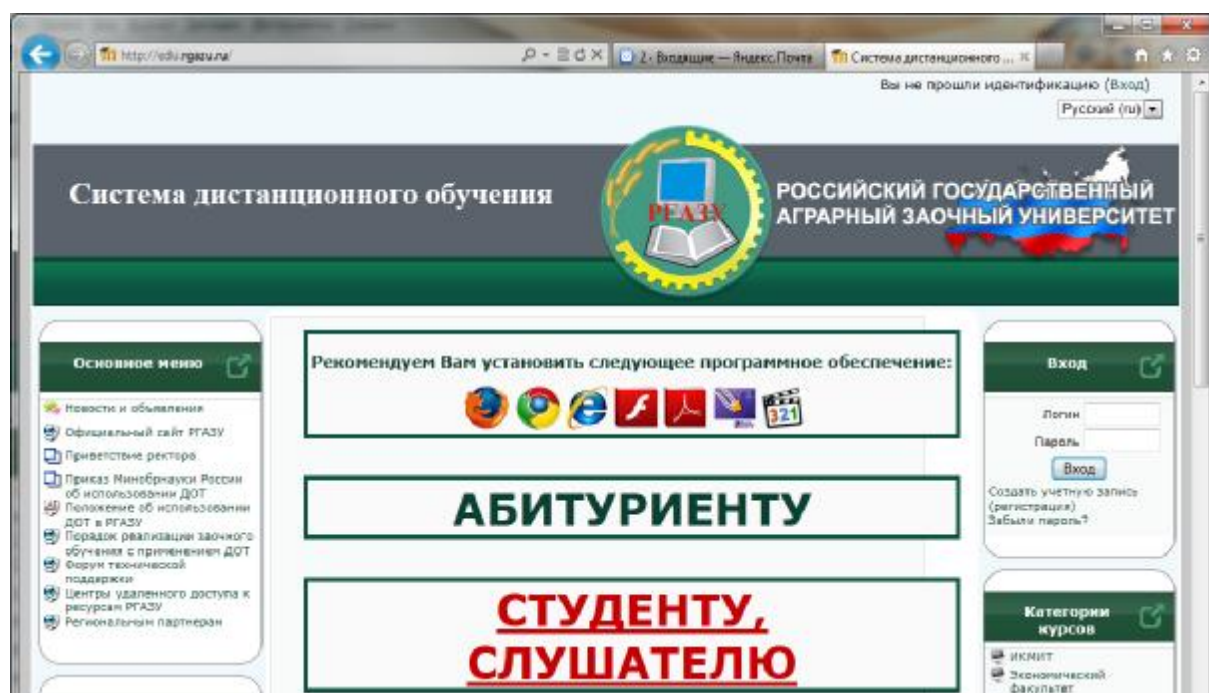 http://edu.rgazu.ru/
2 - Входящие — Яндекс.Почта
Система дистанционного ...
Вы не прошли идентификацию (Вход)
Русский (ru)
Система дистанционного обучения
РГАЗУ
РОССИЙСКИЙ ГОСУДАРСТВЕННЫЙ
АГРАРНЫЙ ЗАОЧНЫЙ УНИВЕРСИТЕТ
Основное меню
Новости и объявления
Официальный сайт РГАЗУ
Приветствие ректора
Приказ Минобрнауки России
об использовании ДОТ
Положение об использовании
ДОТ в РГАЗУ
Порядок реализации заочного
обучения с применением ДОТ
Форум технической
поддержки
Центры удаленного доступа к
ресурсам РГАЗУ
Региональным партнерам
Рекомендуем Вам установить следующее программное обеспечение:
321
АБИТУРИЕНТУ
СТУДЕНТУ,
СЛУШАТЕЛЮ
Вход
Логин
Пароль
Вход
Создать учетную запись
(регистрация)
Забыли пароль?
Категории
курсов
ИКМИТ
Экономический
факультет